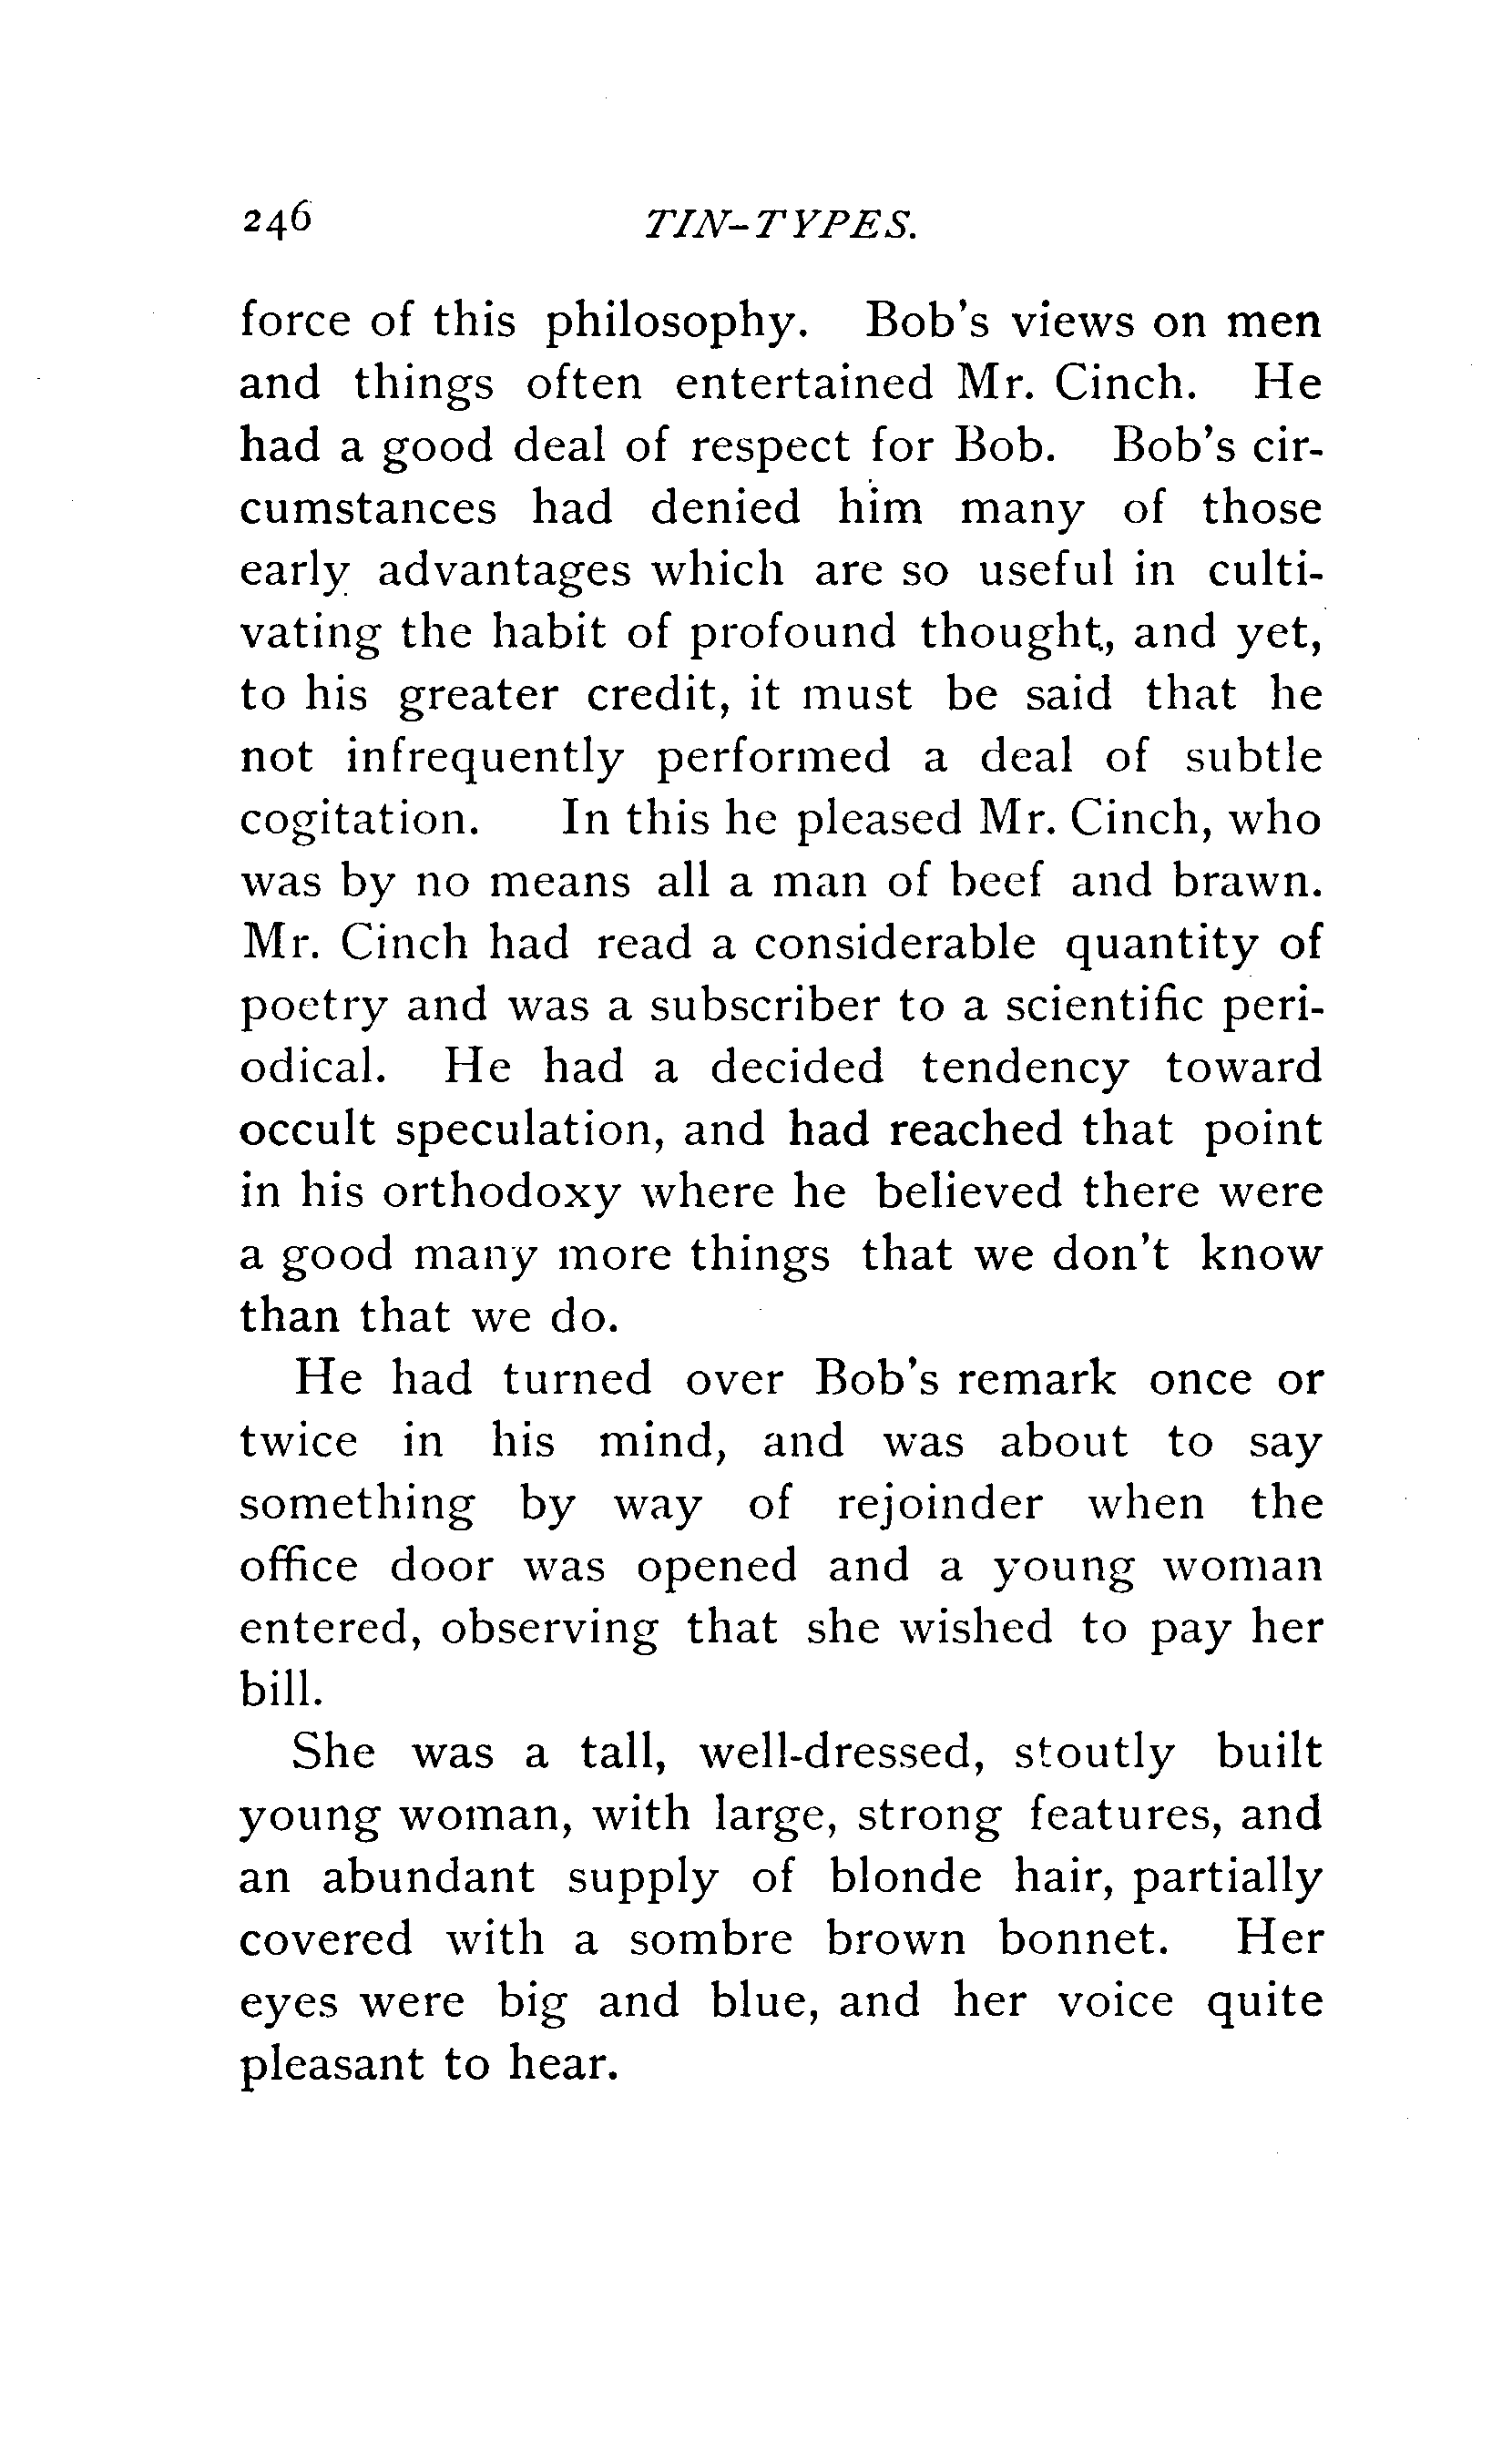 246 TIN-TYPES.
force of this philosophy. Bob's views on men
and things often entertained Mr. Cinch. He
had a good deal of respect for Bob. Bob's cir-
cumstances had denied him many of those
early advantages which are so useful in culti-
vating the habit of profound thought, and yet,
to his greater credit, it must be said that he
not infrequently performed a deal of subtle
cogitation. In this he pleased Mr. Cinch, who
was by no means all a man of beef and brawn.
Mr. Cinch had read a considerable quantity of
poetry and was a subscriber to a scientific peri-
odical. He had a decided tendency toward
occult speculation, and had reached that point
in his orthodoxy where he believed there were
a good many more things that we don't know
than that we do.
He had turned over Bob's remark once or
twice in his mind, and was about to say
something by way of rejoinder when the
office door was opened and a young woman
entered, observing that she wished to pay her
bill.
She was a tall, well-dressed, stoutly built
young woman, with large, strong features, and
an abundant supply of blonde hair, partially
covered with a sombre brown bonnet. Her
eyes were big and blue, and her voice quite
pleasant to hear.